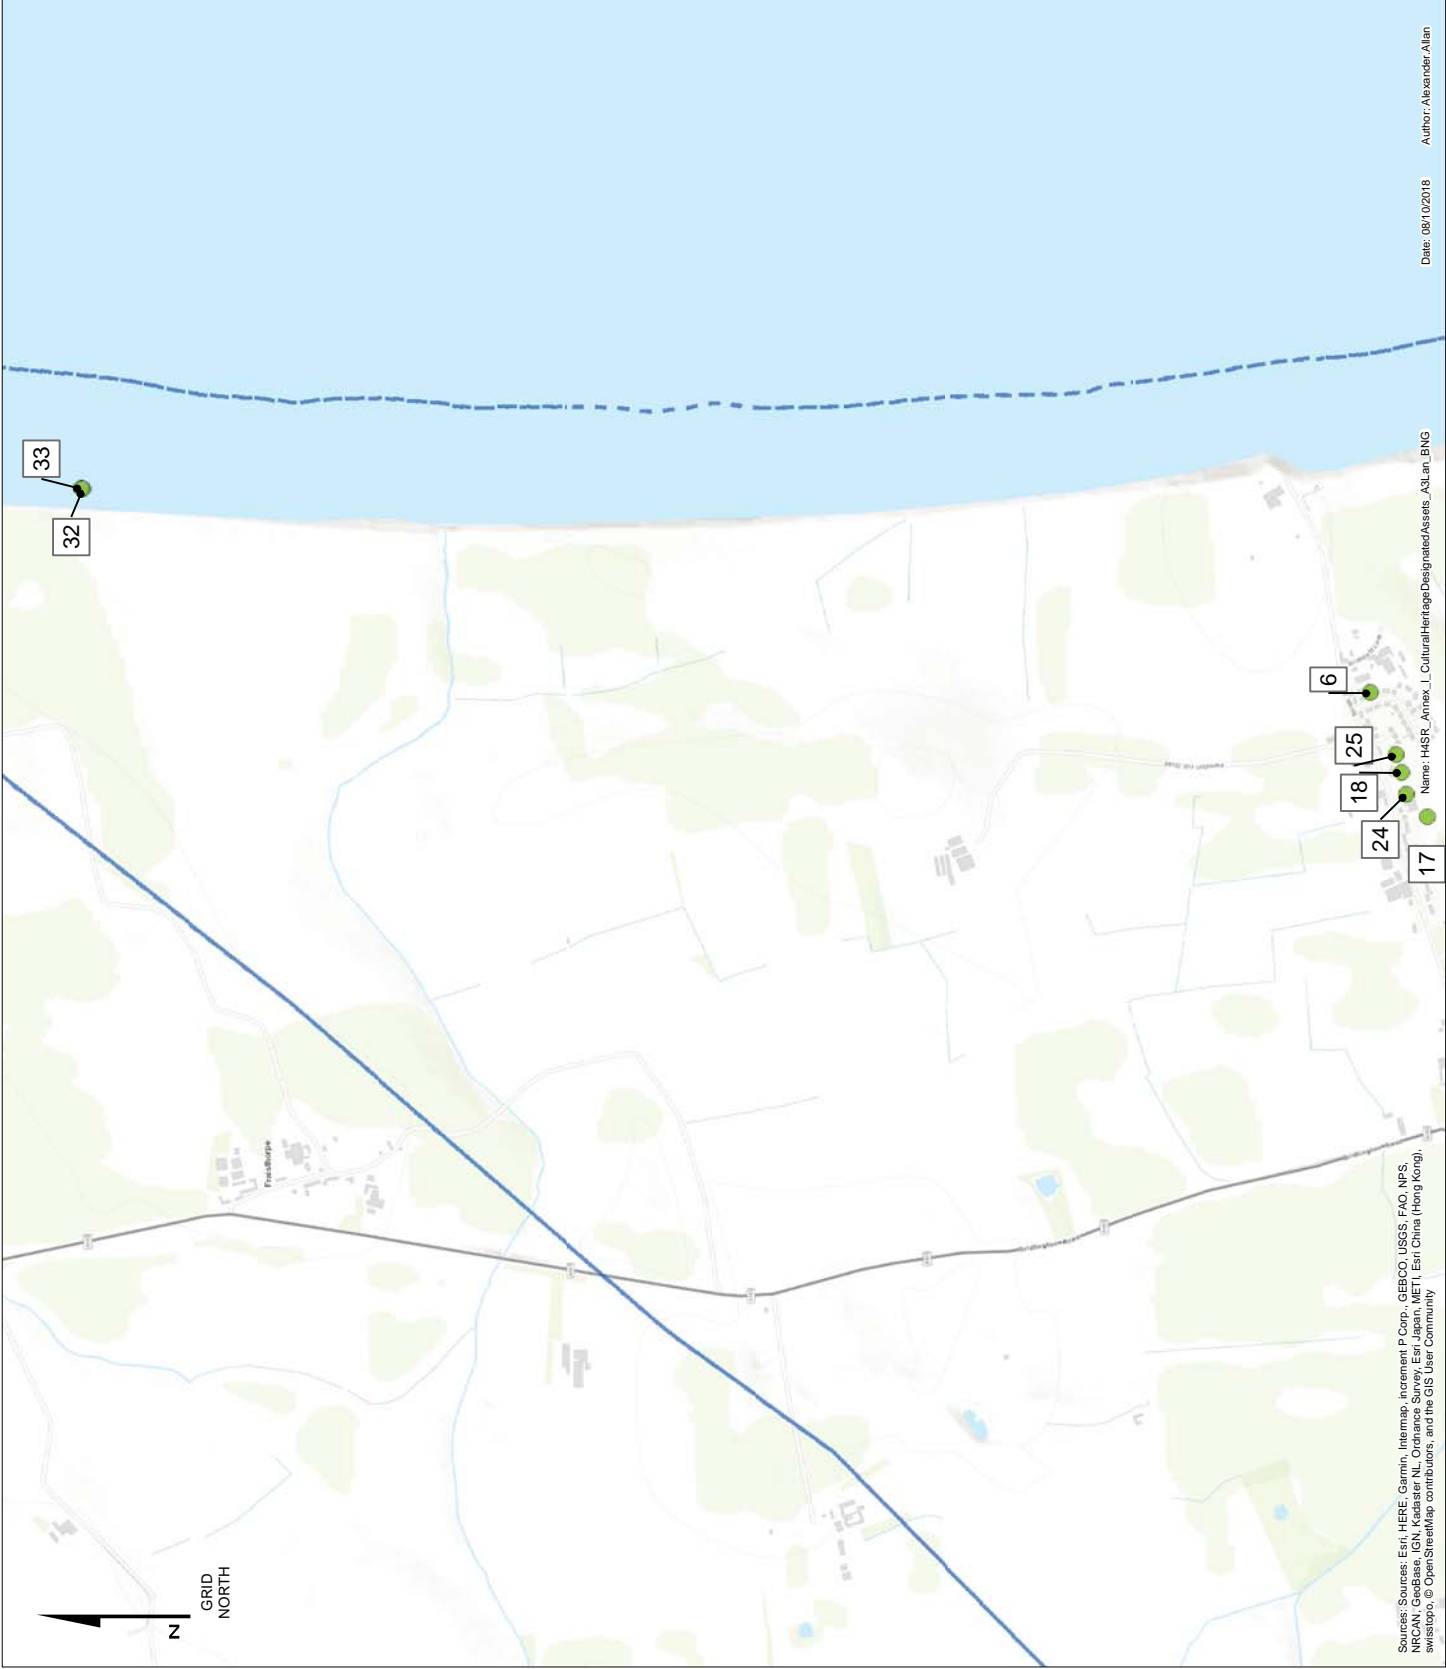 33
32
GRID
NORTH
N
Fraisthorpe
6
25
18
24
17
Sources: Sources: Esri, HERE, Garmin, Intermap, increment P Corp., GEBCO, USGS, FAO, NPS,
NRCAN, GeoBase, IGN, Kadaster NL, Ordnance Survey, Esri Japan, METI, Esri China (Hong Kong),
swisstopo, © OpenStreetMap contributors, and the GIS User Community
Name: H4SR_Annex_I_CulturalHeritageDesignatedAssets_A3Lan_BNG
Date: 08/10/2018
Author: Alexander.Allan